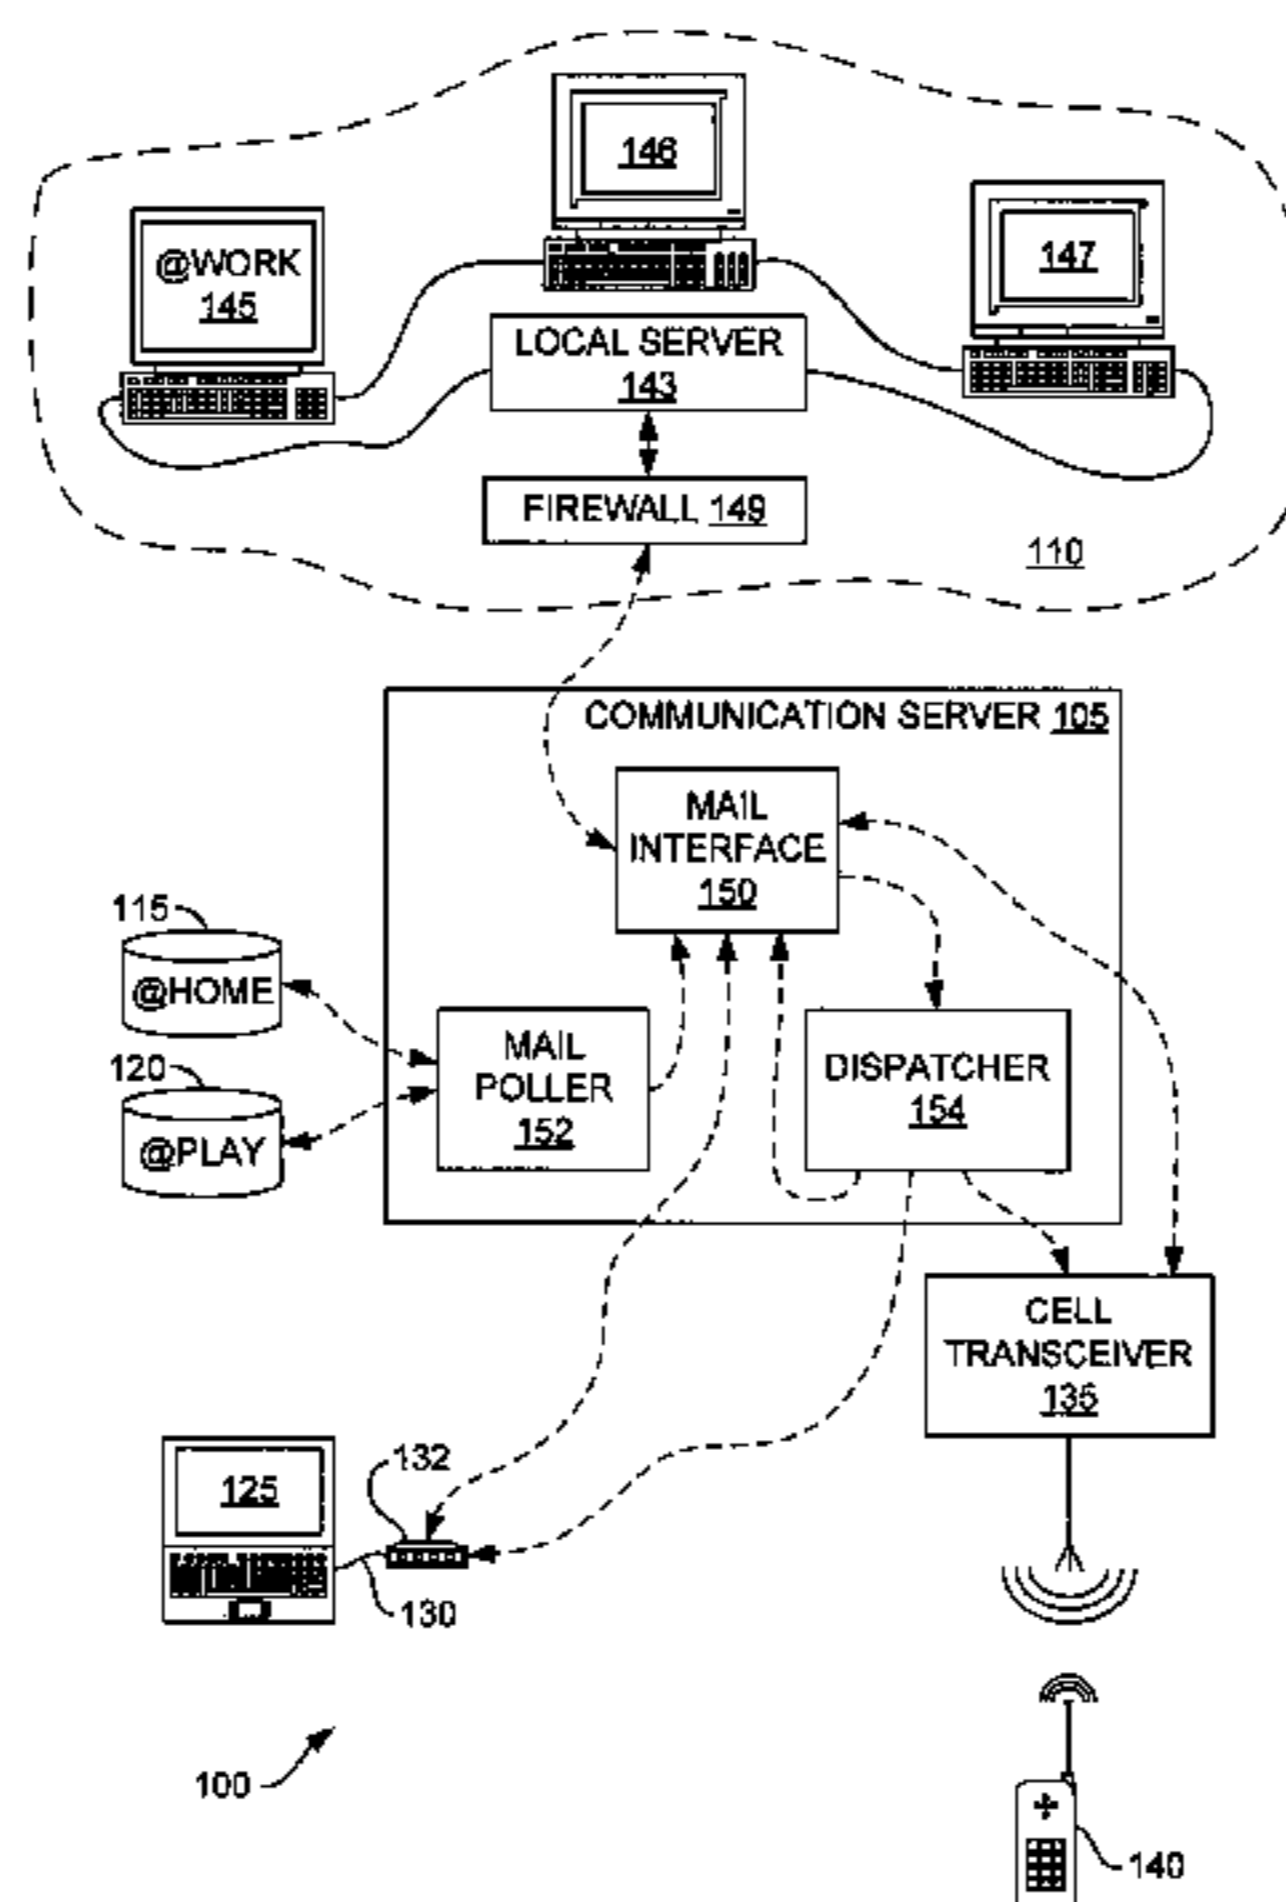 146
@WORK
145
147
LOCAL SERVER
143
FIREWALL 149
110
COMMUNICATION SERVER 105
MAIL
INTERFACE
150
115
@HOME
MAIL
POLLER
152
DISPATCHER
154
120
@PLAY
CELL
TRANSCEIVER
135
125
132
130
100
140